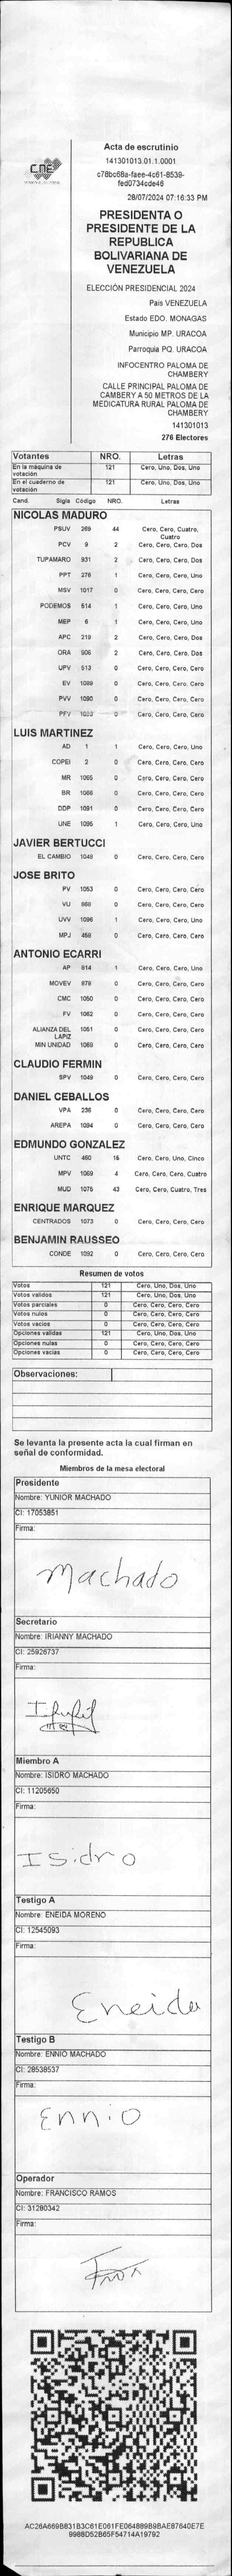 CNE
Acta de escrutinio
141301013.01.1.0001
c78bc68a-faee-4c61-8539-
fed0734cde46
28/07/2024 07:16:33 PM
PRESIDENTA O
PRESIDENTE DE LA
REPUBLICA
BOLIVARIANA DE
VENEZUELA
ELECCIÓN PRESIDENCIAL 2024
País VENEZUELA
Estado EDO. MONAGAS
Municipio MP. URACOA
Parroquia PQ. URACOA
INFOCENTRO PALOMA DE
CHAMBERY
CALLE PRINCIPAL PALOMA DE
CAMBERY A 50 METROS DE LA
MEDICATURA RURAL PALOMA DE
CHAMBERY
141301013
276 Electores
Votantes NRO. Letras
En la máquina de votación 121 Cero, Uno, Dos, Uno
En el cuaderno de votación 121 Cero, Uno, Dos, Uno
Cand. Sigla Código NRO. Letras
NICOLAS MADURO
PSUV 269 44 Cero, Cero, Cuatro, Cuatro
PCV 9 2 Cero, Cero, Cero, Dos
TUPAMARO 931 2 Cero, Cero, Cero, Dos
PPT 276 1 Cero, Cero, Cero, Uno
MSV 1017 0 Cero, Cero, Cero, Cero
PODEMOS 514 1 Cero, Cero, Cero, Uno
MEP 6 1 Cero, Cero, Cero, Uno
APC 219 2 Cero, Cero, Cero, Dos
ORA 906 2 Cero, Cero, Cero, Dos
UPV 513 0 Cero, Cero, Cero, Cero
EV 1089 0 Cero, Cero, Cero, Cero
PVV 1090 0 Cero, Cero, Cero, Cero
PFV 1093 0 Cero, Cero, Cero, Cero
LUIS MARTINEZ
AD 1 1 Cero, Cero, Cero, Uno
COPEI 2 0 Cero, Cero, Cero, Cero
MR 1065 0 Cero, Cero, Cero, Cero
BR 1066 0 Cero, Cero, Cero, Cero
DDP 1091 0 Cero, Cero, Cero, Cero
UNE 1095 1 Cero, Cero, Cero, Uno
JAVIER BERTUCCI
EL CAMBIO 1048 0 Cero, Cero, Cero, Cero
JOSE BRITO
PV 1053 0 Cero, Cero, Cero, Cero
VU 868 0 Cero, Cero, Cero, Cero
UVV 1096 1 Cero, Cero, Cero, Uno
MPJ 458 0 Cero, Cero, Cero, Cero
ANTONIO ECARRI
AP 814 1 Cero, Cero, Cero, Uno
MOVEV 878 0 Cero, Cero, Cero, Cero
CMC 1050 0 Cero, Cero, Cero, Cero
FV 1062 0 Cero, Cero, Cero, Cero
ALIANZA DEL LAPIZ 1051 0 Cero, Cero, Cero, Cero
MIN UNIDAD 1069 0 Cero, Cero, Cero, Cero
CLAUDIO FERMIN
SPV 1049 0 Cero, Cero, Cero, Cero
DANIEL CEBALLOS
VPA 236 0 Cero, Cero, Cero, Cero
AREPA 1094 0 Cero, Cero, Cero, Cero
EDMUNDO GONZALEZ
UNTC 460 15 Cero, Cero, Uno, Cinco
MPV 1069 4 Cero, Cero, Cero, Cuatro
MUD 1075 43 Cero, Cero, Cuatro, Tres
ENRIQUE MARQUEZ
CENTRADOS 1073 0 Cero, Cero, Cero, Cero
BENJAMIN RAUSSEO
CONDE 1092 0 Cero, Cero, Cero, Cero
Resumen de votos
Votos 121 Cero, Uno, Dos, Uno
Votos validos 121 Cero, Uno, Dos, Uno
Votos parciales 0 Cero, Cero, Cero, Cero
Votos nulos 0 Cero, Cero, Cero, Cero
Votos vacios 0 Cero, Cero, Cero, Cero
Opciones validas 121 Cero, Uno, Dos, Uno
Opciones nulas 0 Cero, Cero, Cero, Cero
Opciones vacias 0 Cero, Cero, Cero, Cero
Observaciones:
Se levanta la presente acta la cual firman en
señal de conformidad.
Miembros de la mesa electoral
Presidente
Nombre: YUNIOR MACHADO
CI: 17053851
Firma:
Machado
Secretario
Nombre: IRIANNY MACHADO
CI: 25926737
Firma:
Miembro A
Nombre: ISIDRO MACHADO
CI: 11205650
Firma:
Isidro
Testigo A
Nombre: ENEIDA MORENO
CI: 12545093
Firma:
Eneida
Testigo B
Nombre: ENNIO MACHADO
CI: 28538537
Firma:
Ennio
Operador
Nombre: FRANCISCO RAMOS
CI: 31280342
Firma:
AC26A669B831B3C61E061FE064889B9BAE87640E7E
9988D52B65F54714A19792